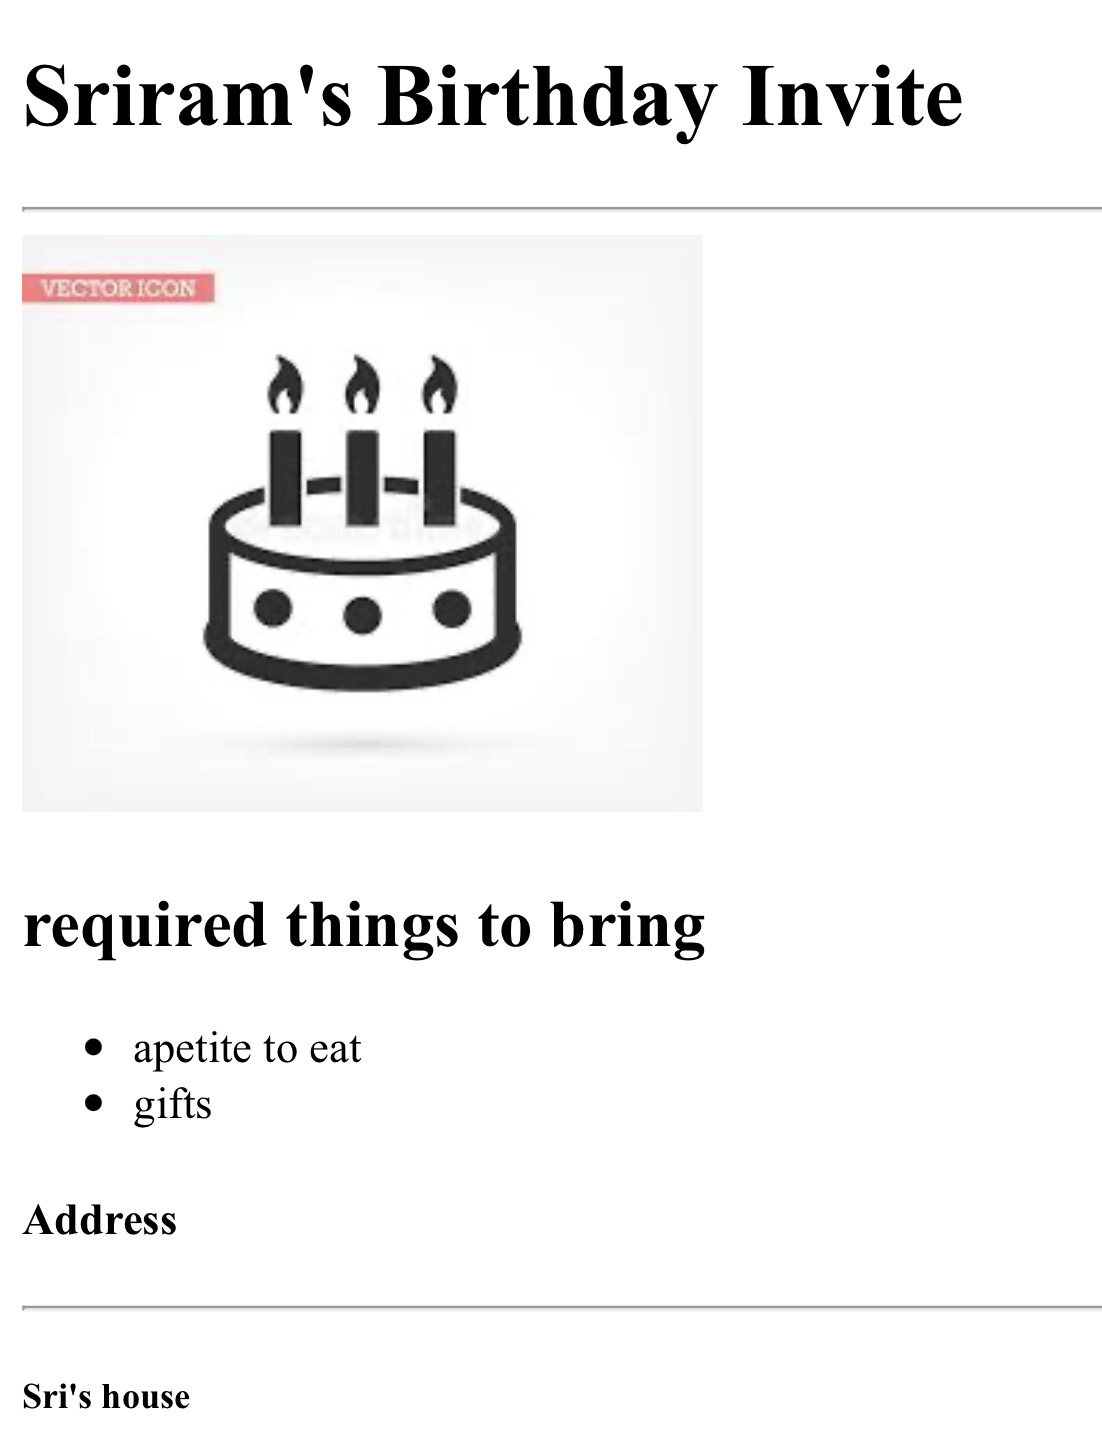 Sriram's Birthday Invite
VECTOR ICON
required things to bring
apetite to eat
gifts
Address
Sri's house